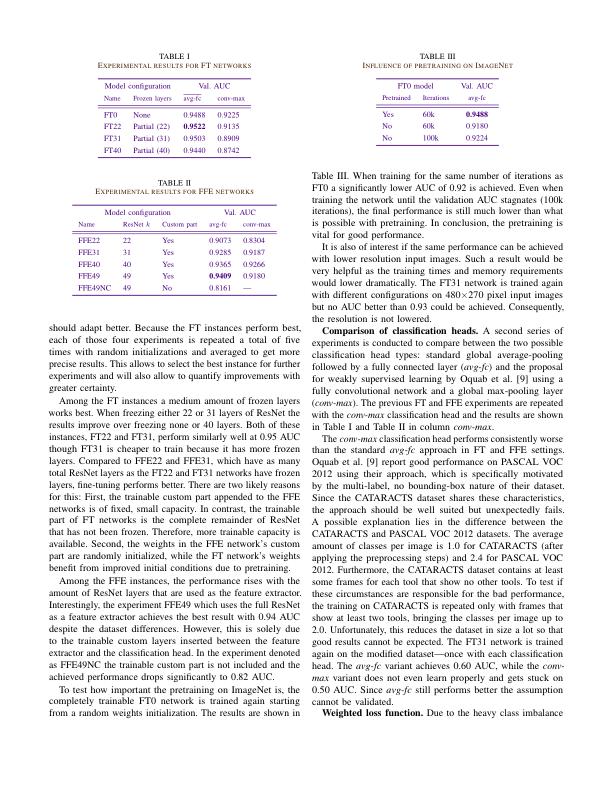 TABLE I
EXPERIMENTAL RESULTS FOR FT NETWORKS
Model configuration Val. AUC
Name Frozen layers avg-fc conv-max
FT0 None 0.9488 0.9225
FT22 Partial (22) 0.9522 0.9135
FT31 Partial (31) 0.9503 0.8909
FT40 Partial (40) 0.9440 0.8742
TABLE II
EXPERIMENTAL RESULTS FOR FFE NETWORKS
Model configuration Val. AUC
Name ResNet k Custom part avg-fc conv-max
FFE22 22 Yes 0.9073 0.8304
FFE31 31 Yes 0.9285 0.9187
FFE40 40 Yes 0.9365 0.9266
FFE49 49 Yes 0.9409 0.9180
FFE49NC 49 No 0.8161 —
should adapt better. Because the FT instances perform best,
each of those four experiments is repeated a total of five
times with random initializations and averaged to get more
precise results. This allows to select the best instance for further
experiments and will also allow to quantify improvements with
greater certainty.
Among the FT instances a medium amount of frozen layers
works best. When freezing either 22 or 31 layers of ResNet the
results improve over freezing none or 40 layers. Both of these
instances, FT22 and FT31, perform similarly well at 0.95 AUC
though FT31 is cheaper to train because it has more frozen
layers. Compared to FFE22 and FFE31, which have as many
total ResNet layers as the FT22 and FT31 networks have frozen
layers, fine-tuning performs better. There are two likely reasons
for this: First, the trainable custom part appended to the FFE
networks is of fixed, small capacity. In contrast, the trainable
part of FT networks is the complete remainder of ResNet
that has not been frozen. Therefore, more trainable capacity is
available. Second, the weights in the FFE network's custom
part are randomly initialized, while the FT network's weights
benefit from improved initial conditions due to pretraining.
Among the FFE instances, the performance rises with the
amount of ResNet layers that are used as the feature extractor.
Interestingly, the experiment FFE49 which uses the full ResNet
as a feature extractor achieves the best result with 0.94 AUC
despite the dataset differences. However, this is solely due
to the trainable custom layers inserted between the feature
extractor and the classification head. In the experiment denoted
as FFE49NC the trainable custom part is not included and the
achieved performance drops significantly to 0.82 AUC.
To test how important the pretraining on ImageNet is, the
completely trainable FT0 network is trained again starting
from a random weights initialization. The results are shown in
TABLE III
INFLUENCE OF PRETRAINING ON IMAGENET
FT0 model Val. AUC
Pretrained Iterations avg-fc
Yes 60k 0.9488
No 60k 0.9180
No 100k 0.9224
Table III. When training for the same number of iterations as
FT0 a significantly lower AUC of 0.92 is achieved. Even when
training the network until the validation AUC stagnates (100k
iterations), the final performance is still much lower than what
is possible with pretraining. In conclusion, the pretraining is
vital for good performance.
It is also of interest if the same performance can be achieved
with lower resolution input images. Such a result would be
very helpful as the training times and memory requirements
would lower dramatically. The FT31 network is trained again
with different configurations on 480×270 pixel input images
but no AUC better than 0.93 could be achieved. Consequently,
the resolution is not lowered.
Comparison of classification heads. A second series of
experiments is conducted to compare between the two possible
classification head types: standard global average-pooling
followed by a fully connected layer (avg-fc) and the proposal
for weakly supervised learning by Oquab et al. [9] using a
fully convolutional network and a global max-pooling layer
(conv-max). The previous FT and FFE experiments are repeated
with the conv-max classification head and the results are shown
in Table I and Table II in column conv-max.
The conv-max classification head performs consistently worse
than the standard avg-fc approach in FT and FFE settings.
Oquab et al. [9] report good performance on PASCAL VOC
2012 using their approach, which is specifically motivated
by the multi-label, no bounding-box nature of their dataset.
Since the CATARACTS dataset shares these characteristics,
the approach should be well suited but unexpectedly fails.
A possible explanation lies in the difference between the
CATARACTS and PASCAL VOC 2012 datasets. The average
amount of classes per image is 1.0 for CATARACTS (after
applying the preprocessing steps) and 2.4 for PASCAL VOC
2012. Furthermore, the CATARACTS dataset contains at least
some frames for each tool that show no other tools. To test if
these circumstances are responsible for the bad performance,
the training on CATARACTS is repeated only with frames that
show at least two tools, bringing the classes per image up to
2.0. Unfortunately, this reduces the dataset in size a lot so that
good results cannot be expected. The FT31 network is trained
again on the modified dataset—once with each classification
head. The avg-fc variant achieves 0.60 AUC, while the conv-
max variant does not even learn properly and gets stuck on
0.50 AUC. Since avg-fc still performs better the assumption
cannot be validated.
Weighted loss function. Due to the heavy class imbalance